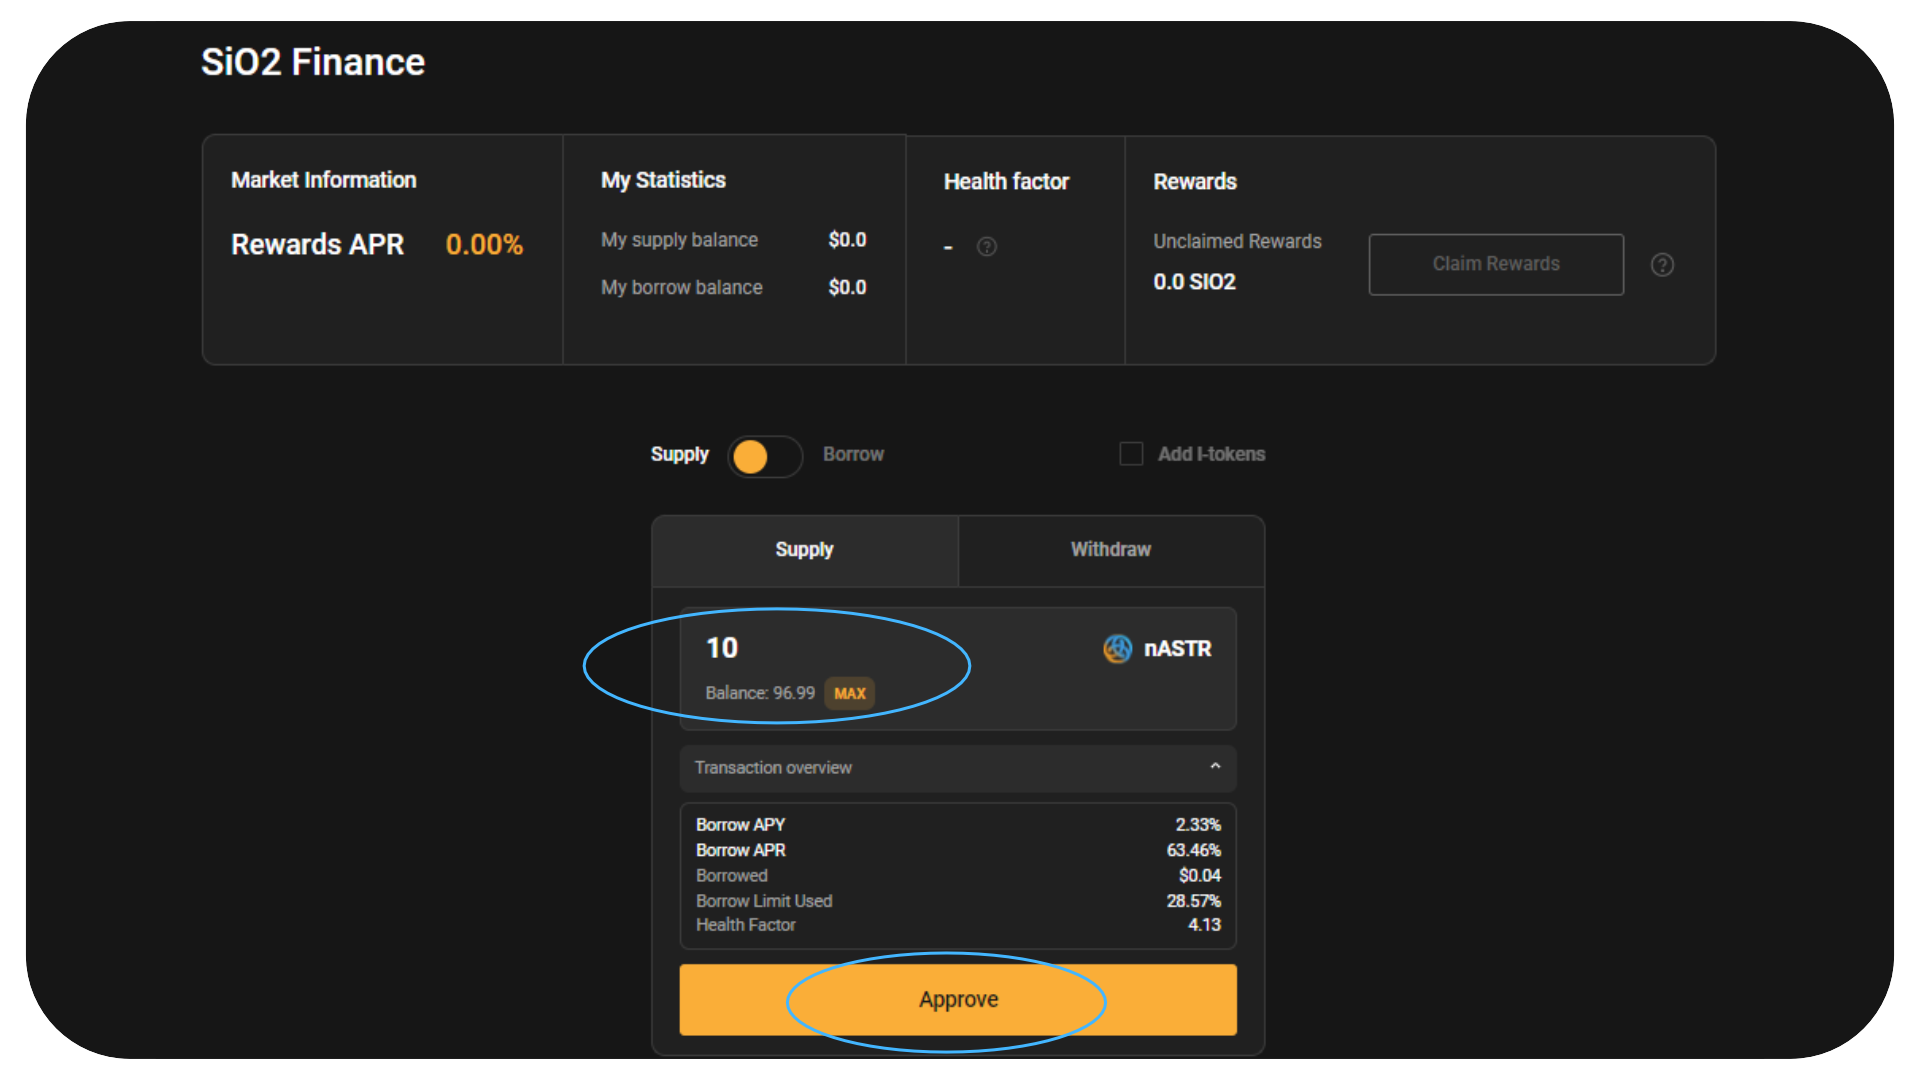 SiO2 Finance
Market Information
Rewards APR 0.00%
My Statistics
My supply balance $0.0
My borrow balance $0.0
Health factor
- ?
Rewards
Unclaimed Rewards
0.0 SIO2
Claim Rewards
?
Supply Borrow
Add I-tokens
Supply Withdraw
10 nASTR
Balance: 96.99 MAX
Transaction overview
Borrow APY 2.33%
Borrow APR 63.46%
Borrowed $0.04
Borrow Limit Used 28.57%
Health Factor 4.13
Approve